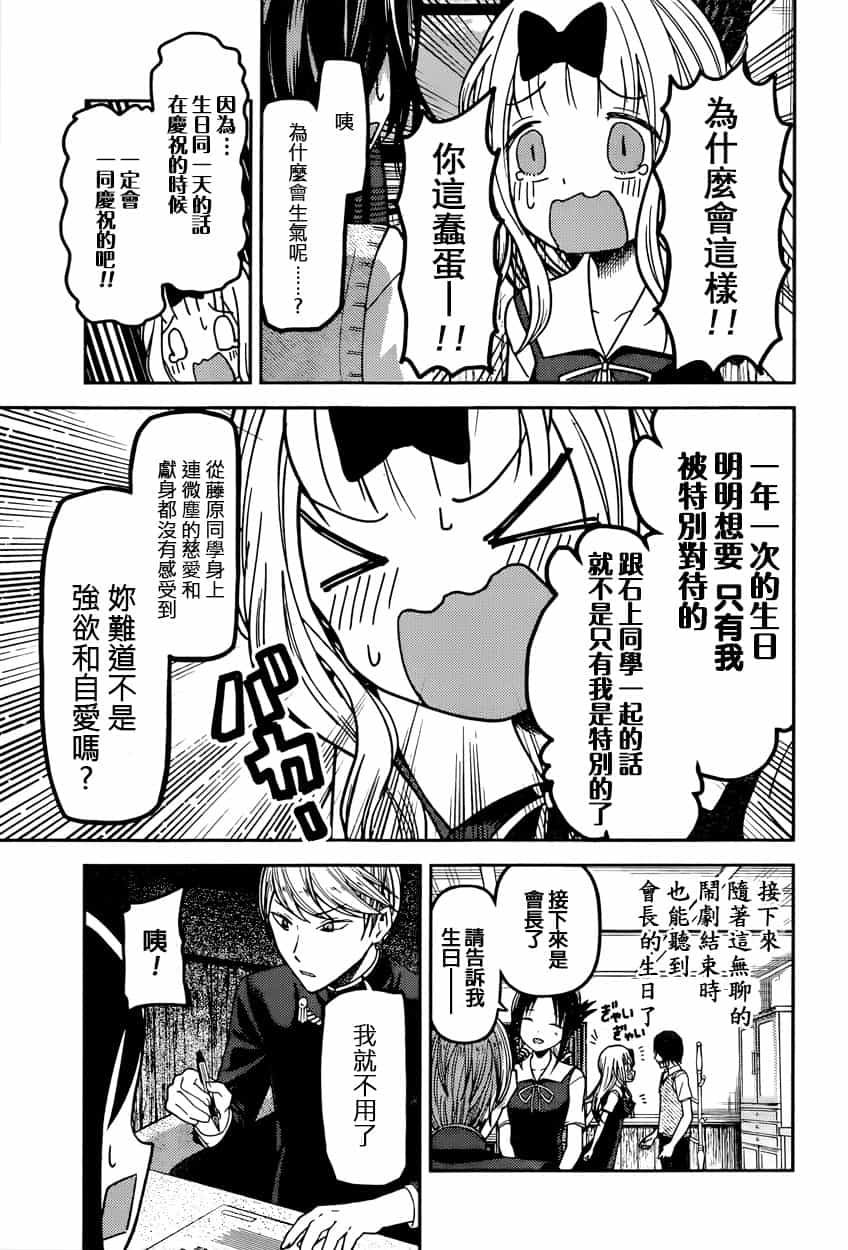 為什麼會這樣!!
你這蠢蛋—!!
咦
為什麼會生氣呢……?
因為…
生日同一天的話
在慶祝的時候
一定會
一同慶祝的吧!!
一年一次的生日
明明想要 只有我
被特別對待的
跟石上同學一起的話
就不是只有我是特別的了
從藤原同學身上
連微塵的慈愛和
獻身都沒有感受到
妳難道不是
強欲和自愛嗎?
接下來
隨著這無聊的
鬧劇結束時
也能聽到
會長的生日了
ぎゃい
ぎゃい
接下來是
會長了
請告訴我
生日——
我就不用了
咦!